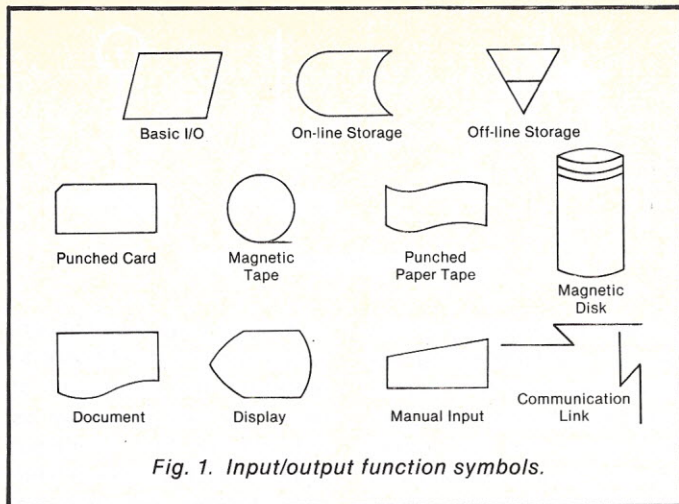 Basic I/O
On-line Storage
Off-line Storage
Punched Card
Magnetic
Tape
Punched
Paper Tape
Magnetic
Disk
Document
Display
Manual Input
Communication
Link
Fig. 1. Input/output function symbols.